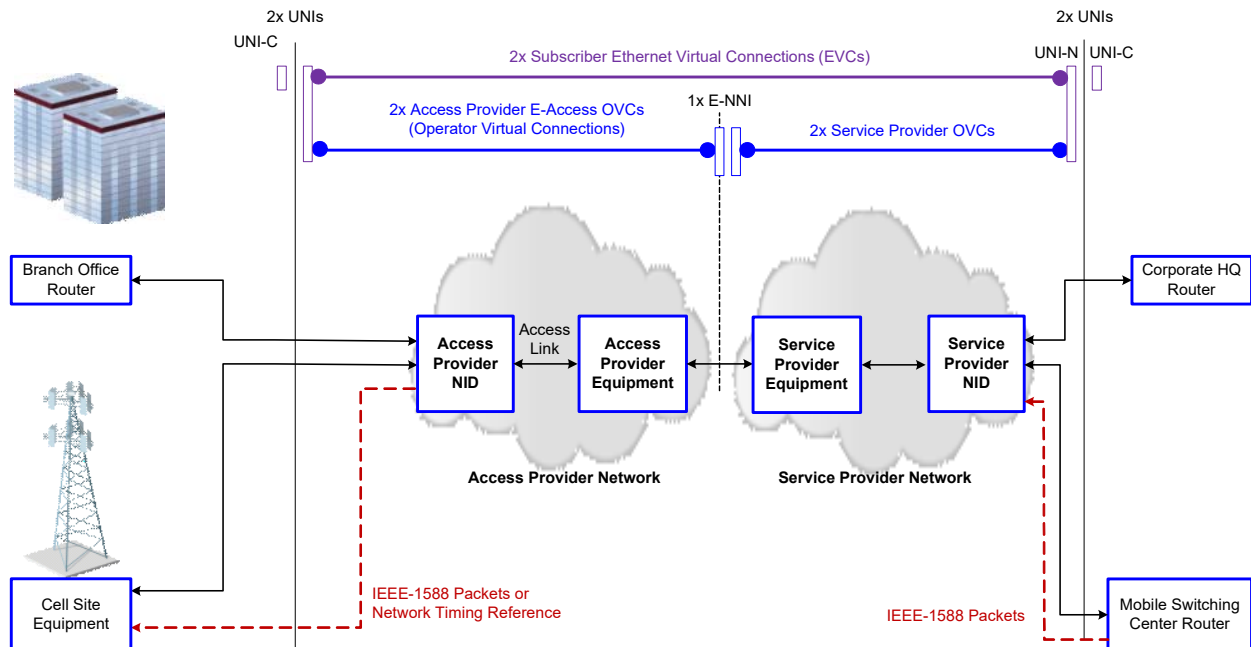 2x UNIs
2x UNIs
UNI-C
UNI-N
UNI-C
2x Subscriber Ethernet Virtual Connections (EVCs)
2x Access Provider E-Access OVCs
(Operator Virtual Connections)
1x E-NNI
2x Service Provider OVCs
Branch Office
Router
Corporate HQ
Router
Access
Provider
NID
Access
Link
Access
Provider
Equipment
Service
Provider
Equipment
Service
Provider
NID
Access Provider Network
Service Provider Network
Cell Site
Equipment
IEEE-1588 Packets or
Network Timing Reference
IEEE-1588 Packets
Mobile Switching
Center Router